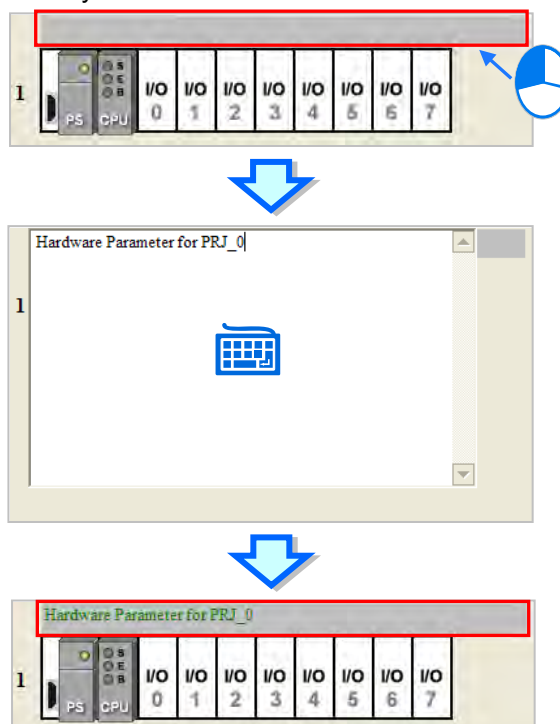 S
E
B
1
PS CPU I/O 0 I/O 1 I/O 2 I/O 3 I/O 4 I/O 5 I/O 6 I/O 7
Hardware Parameter for PRJ_0
1
Hardware Parameter for PRJ_0
S
E
B
1
PS CPU I/O 0 I/O 1 I/O 2 I/O 3 I/O 4 I/O 5 I/O 6 I/O 7